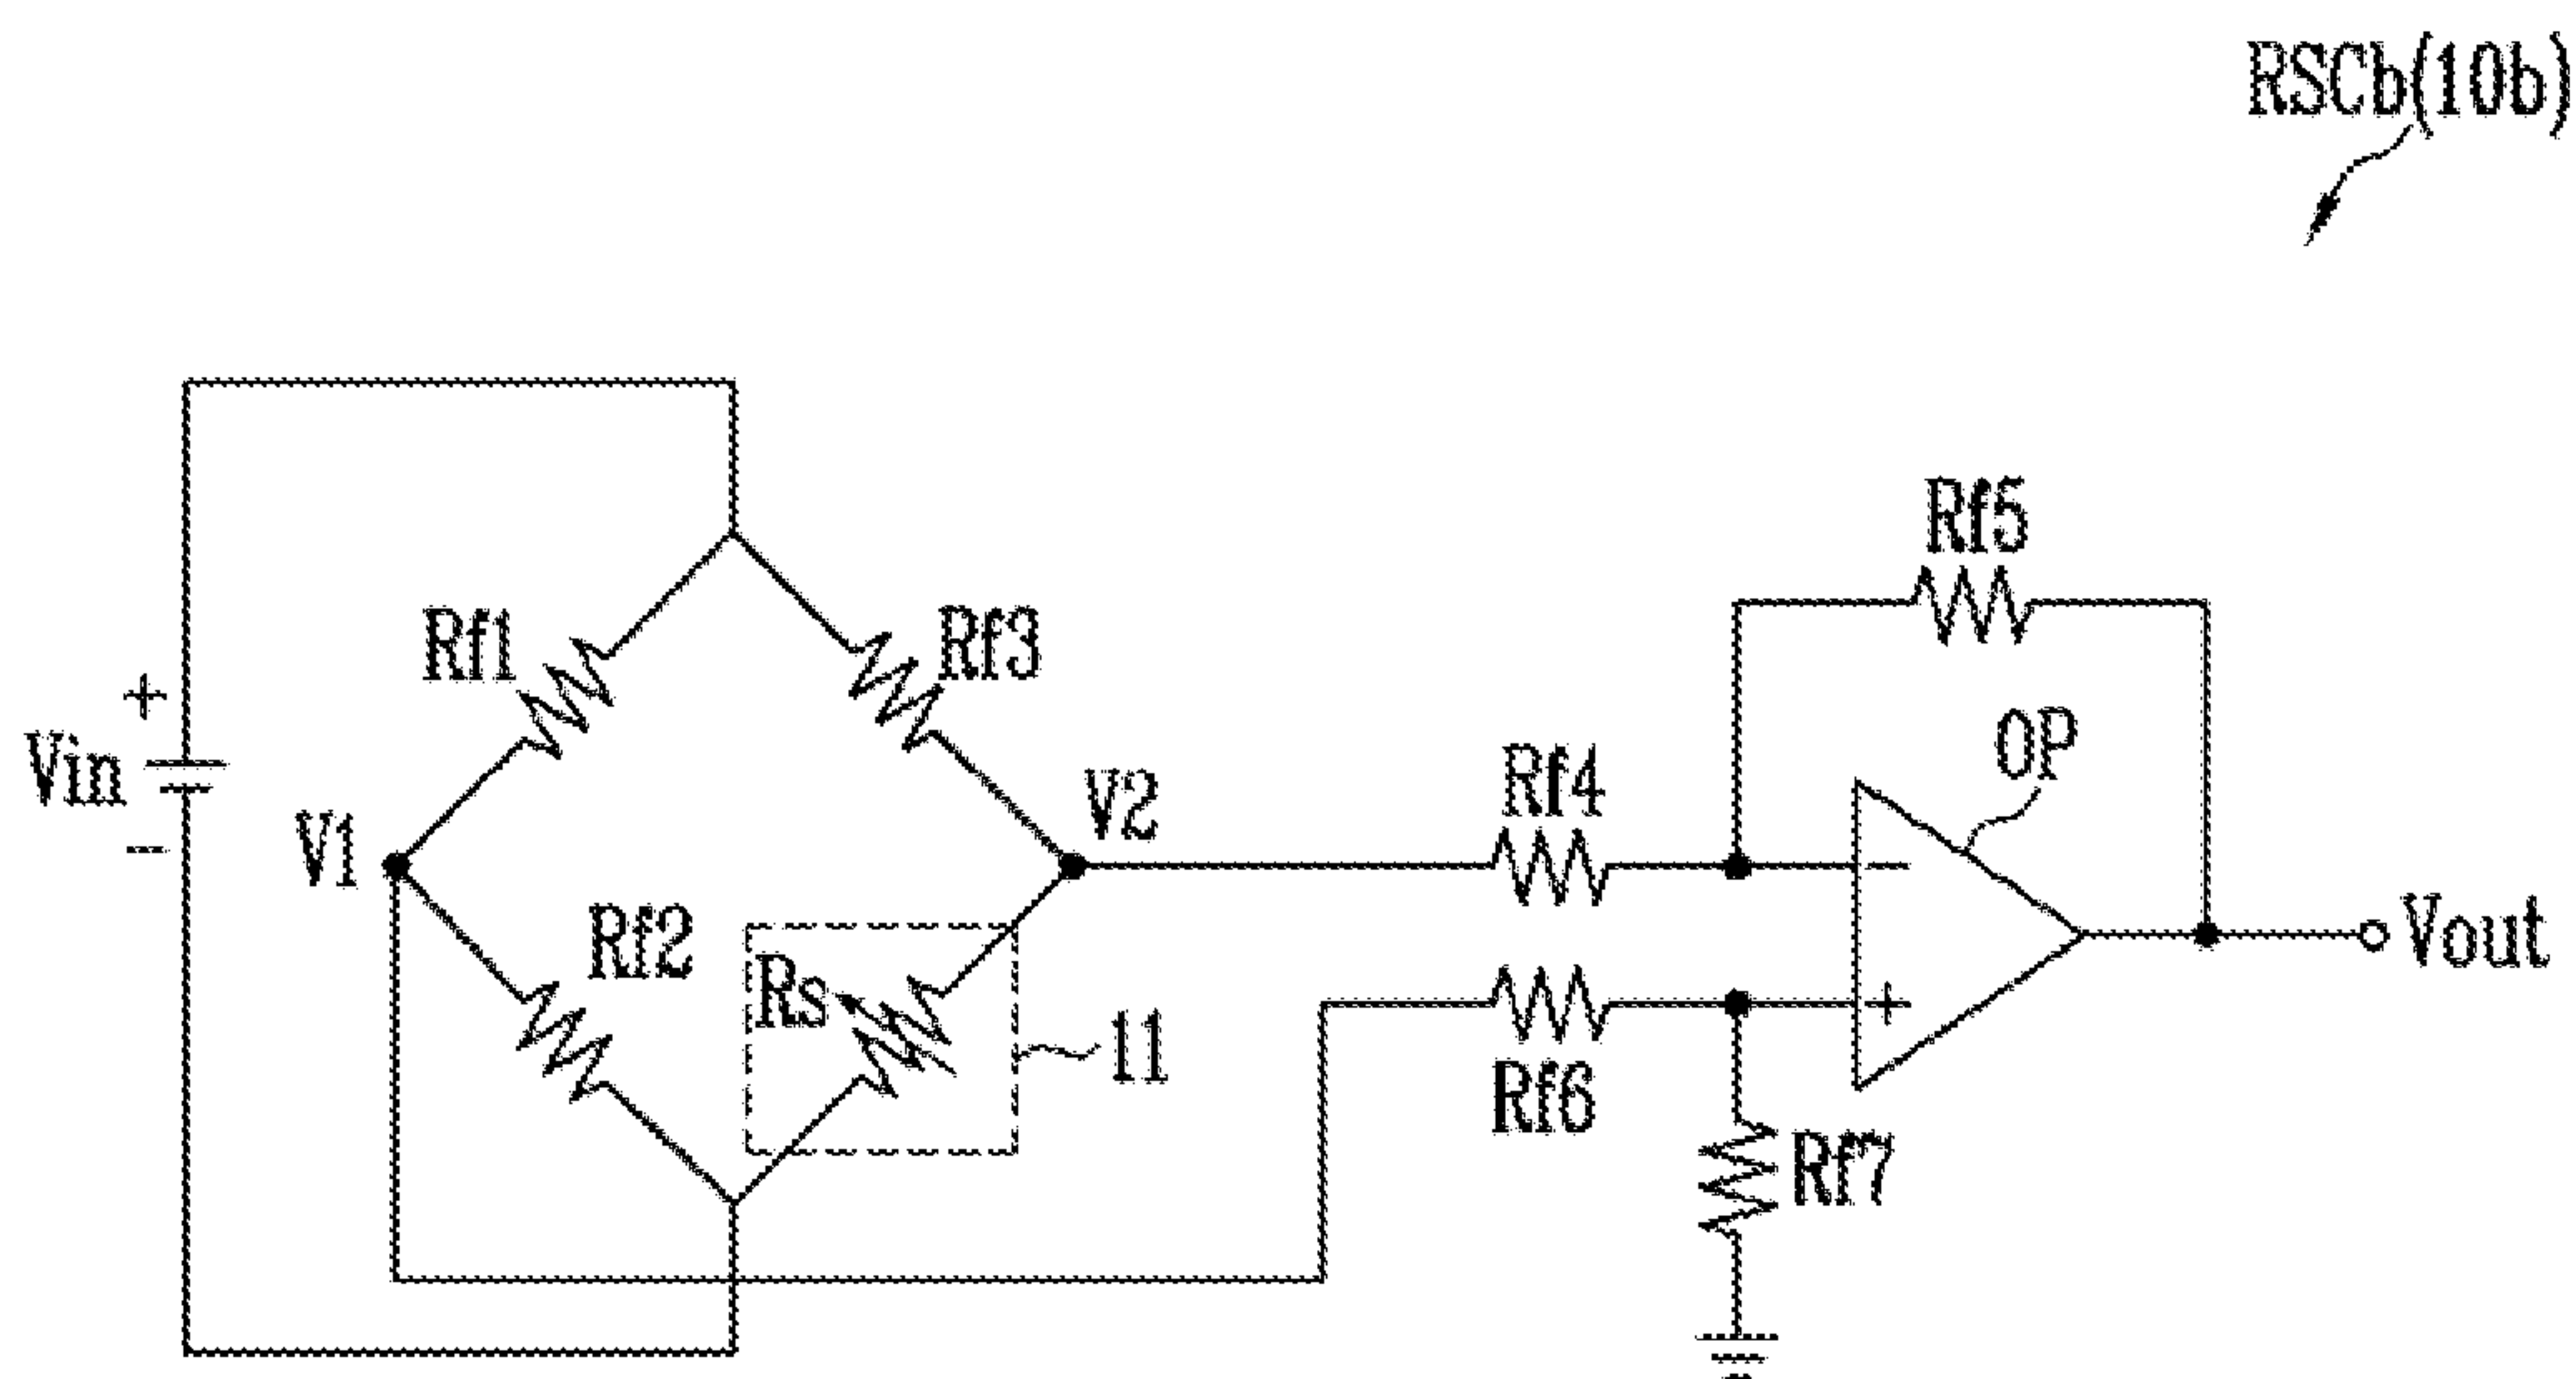 RSCb(10b)
Rf5
Rf1
Rf3
+
Vin
-
OP
Rf4
V2
V1
Rf2
-
Vout
Rs
+
11
Rf6
Rf7